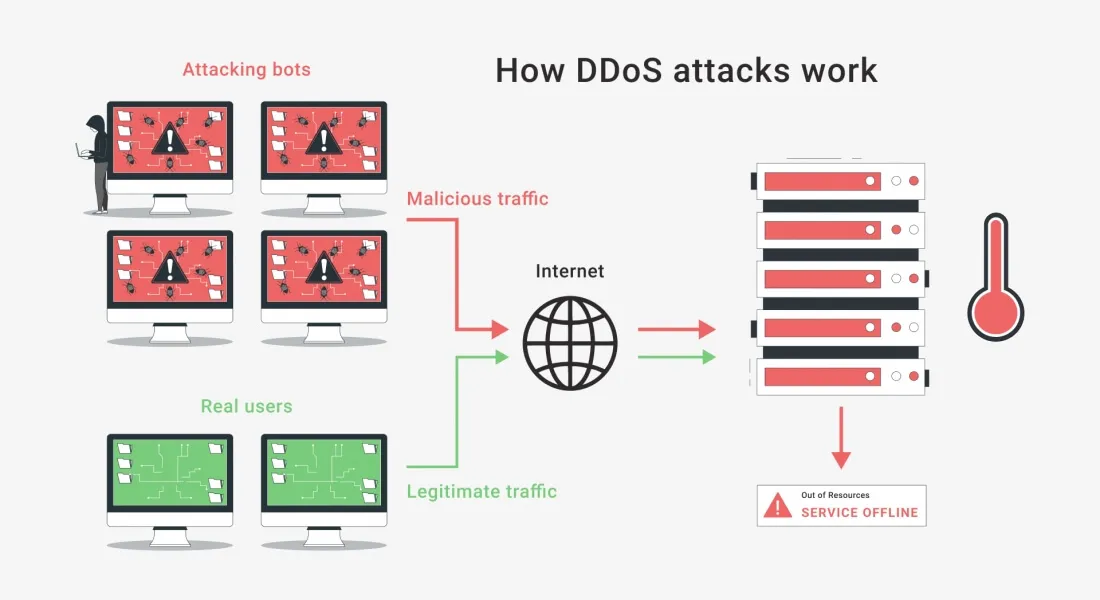 How DDoS attacks work
Attacking bots
Malicious traffic
Internet
Real users
Legitimate traffic
Out of Resources
SERVICE OFFLINE